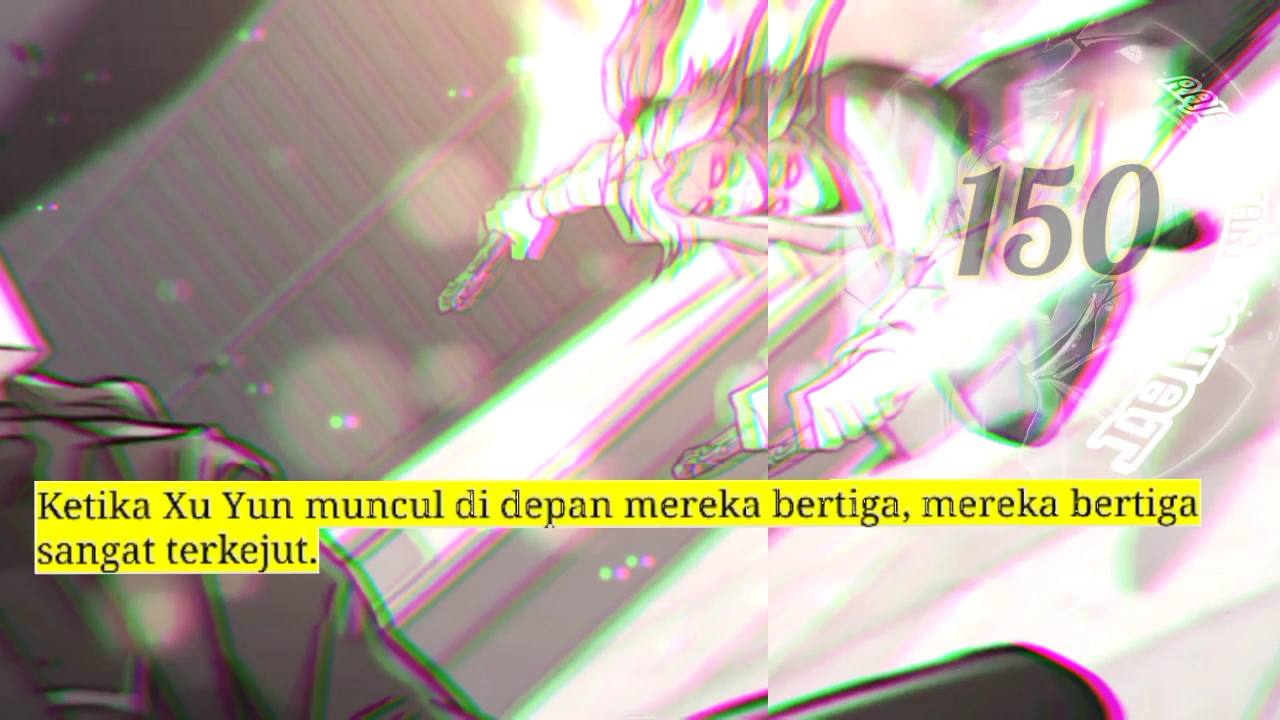 150
Ketika Xu Yun muncul di depan mereka bertiga, mereka bertiga
sangat terkejut.